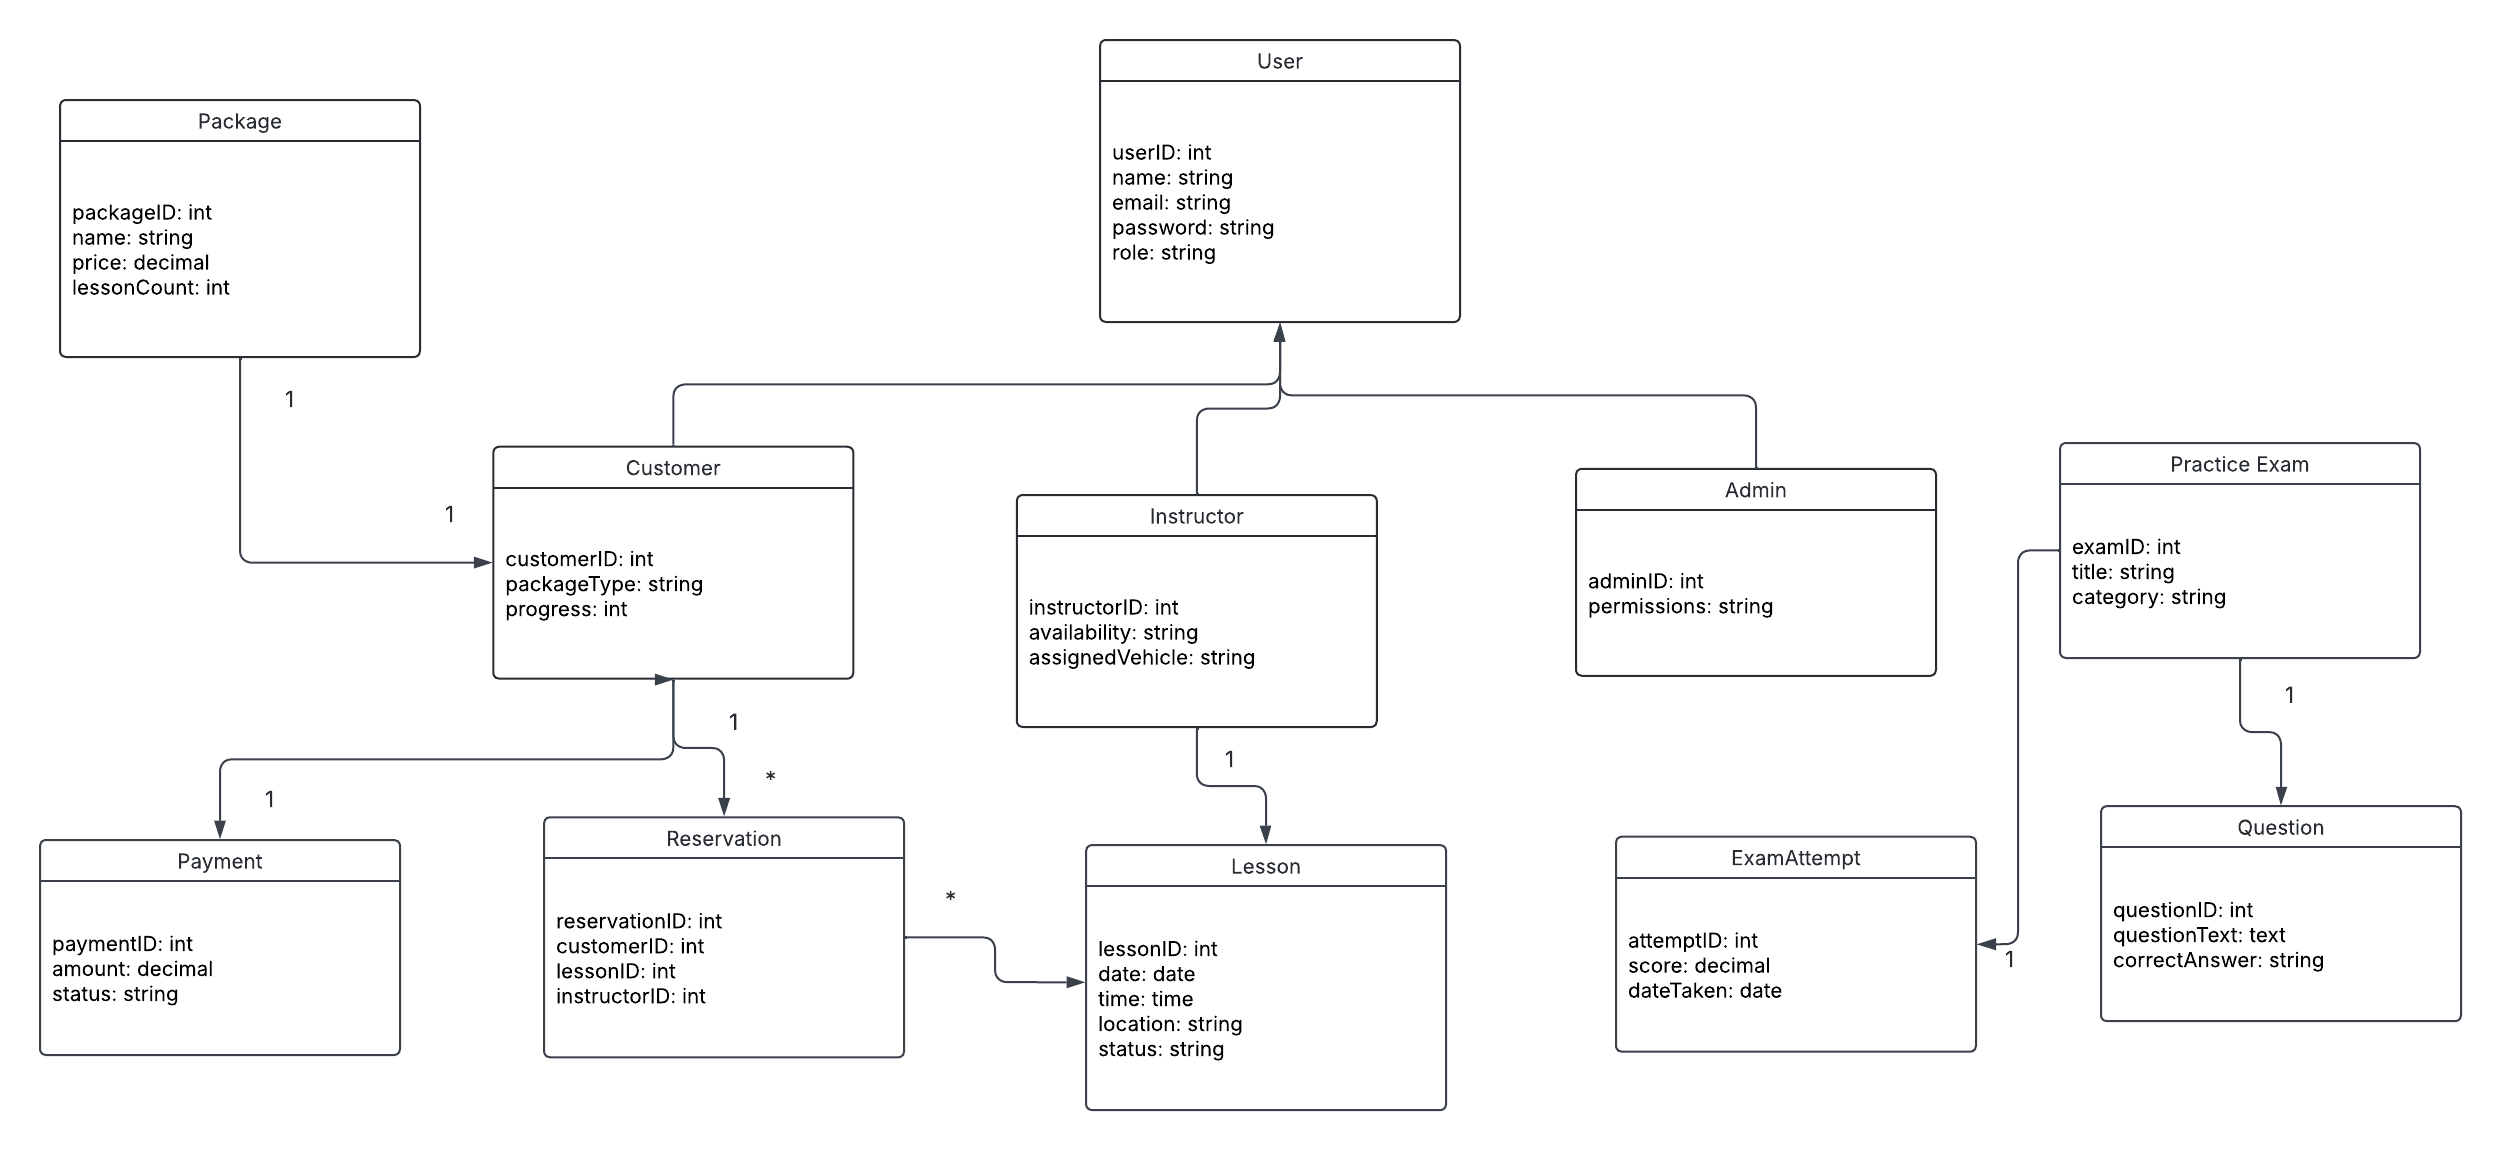 User
userID: int
name: string
email: string
password: string
role: string
Package
packageID: int
name: string
price: decimal
lessonCount: int
1
1
Customer
customerID: int
packageType: string
progress: int
Instructor
instructorID: int
availability: string
assignedVehicle: string
Admin
adminID: int
permissions: string
Practice Exam
examID: int
title: string
category: string
1
*
1
1
1
1
Payment
paymentID: int
amount: decimal
status: string
Reservation
reservationID: int
customerID: int
lessonID: int
instructorID: int
*
Lesson
lessonID: int
date: date
time: time
location: string
status: string
ExamAttempt
attemptID: int
score: decimal
dateTaken: date
Question
questionID: int
questionText: text
correctAnswer: string